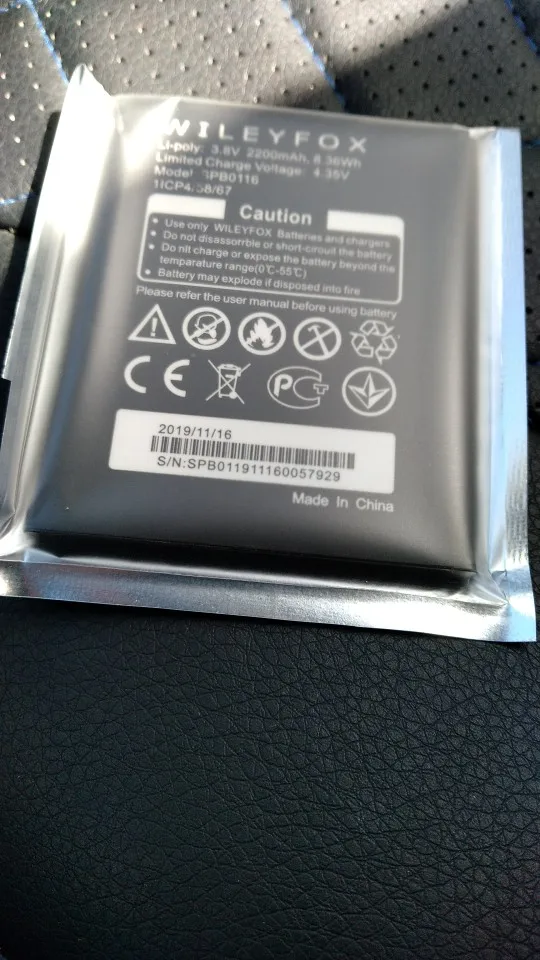 WILEYFOX
Li-poly: 3.8V 2200mAh, 8.36Wh
Limited Charge Voltage: 4.35V
Model: SPB0116
1ICP4/58/67
Caution
• Use only WILEYFOX Batteries and chargers
• Do not disassorrble or short-circuit the battery
• Do nit charge or expose the battery beyond the
temparature range(0℃-55℃)
• Battery may explode if disposed into fire
Please refer the user manual before using battery
CE
PCT
2019/11/16
S/N:SPB011911160057929
Made In China